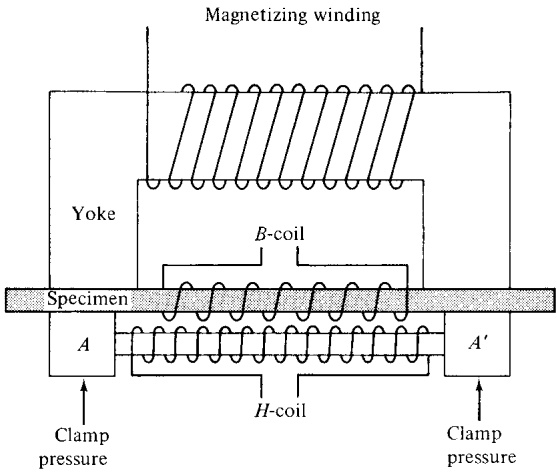 Magnetizing winding
Yoke
B-coil
Specimen
A
A'
H-coil
Clamp
pressure
Clamp
pressure